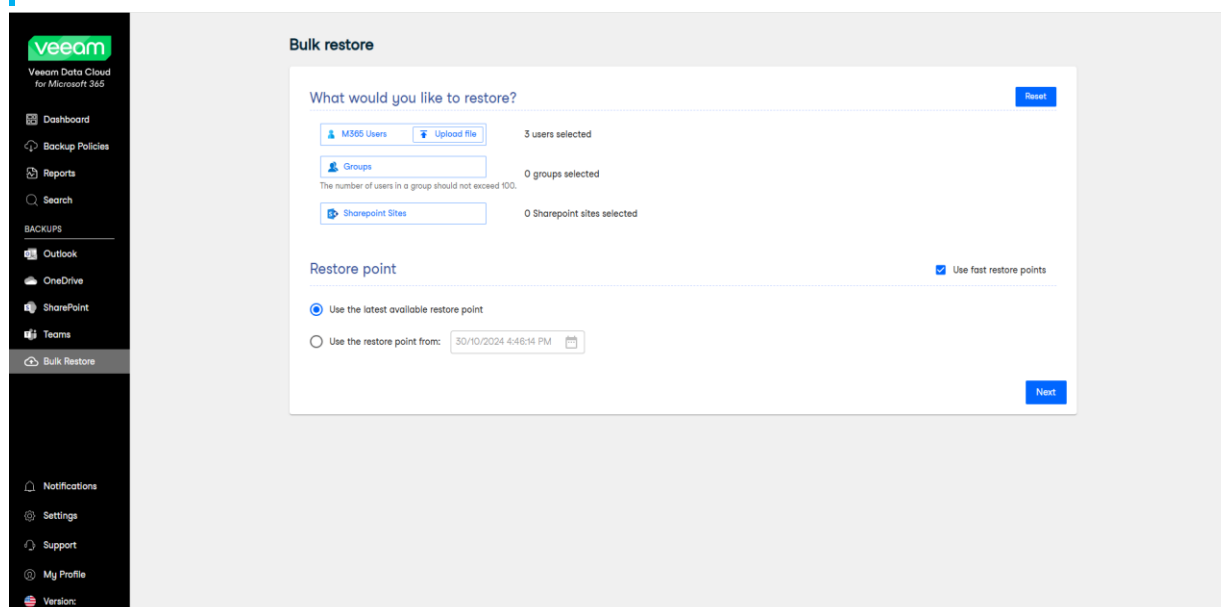 veeam
Veeam Data Cloud
for Microsoft 365
Dashboard
Backup Policies
Reports
Search
BACKUPS
Outlook
OneDrive
SharePoint
Teams
Bulk Restore
Notifications
Settings
Support
My Profile
Version:
Bulk restore
What would you like to restore?
Reset
M365 Users Upload file 3 users selected
Groups
0 groups selected
The number of users in a group should not exceed 100.
Sharepoint Sites 0 Sharepoint sites selected
Restore point
Use fast restore points
Use the latest available restore point
Use the restore point from: 30/10/2024 4:46:14 PM
Next